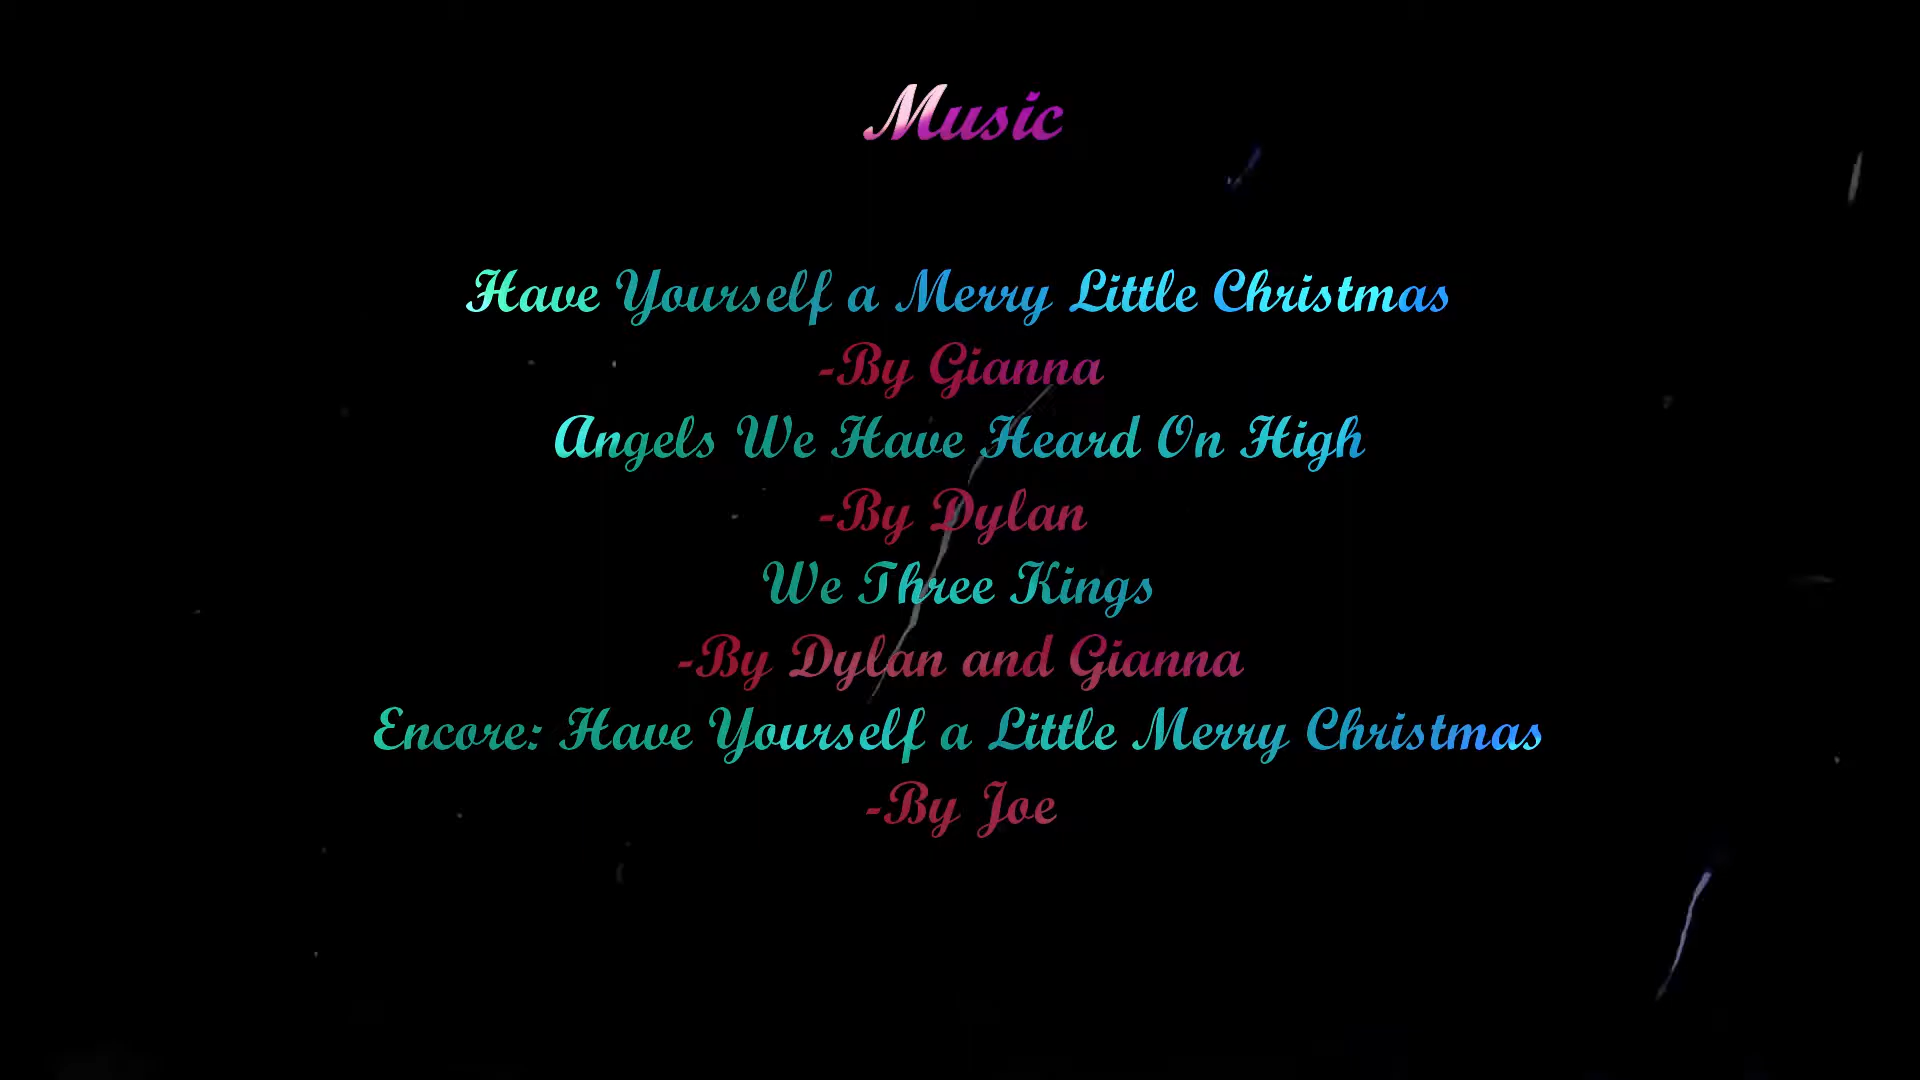 Music
Have Yourself a Merry Little Christmas
-By Gianna
Angels We Have Heard On High
-By Dylan
We Three Kings
-By Dylan and Gianna
Encore: Have Yourself a Little Merry Christmas
-By Joe